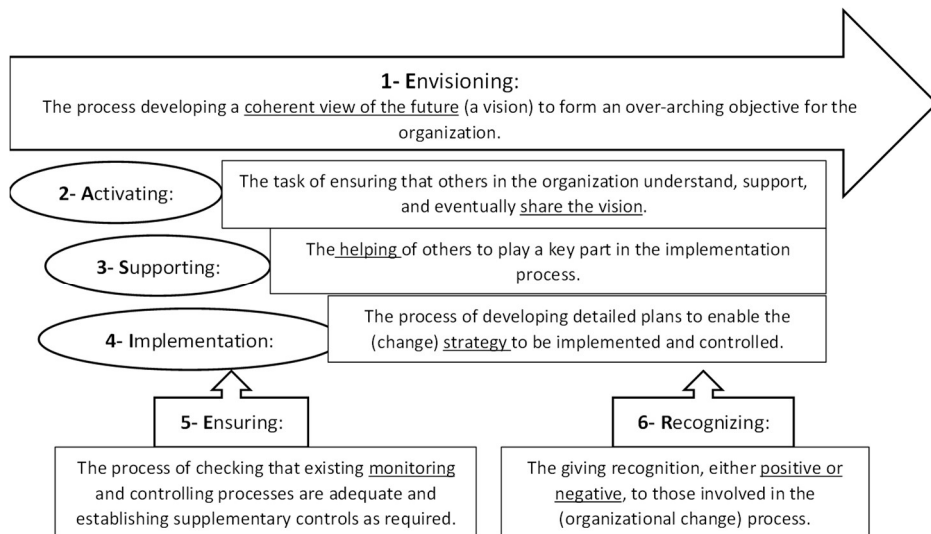 1- Envisioning:
The process developing a coherent view of the future (a vision) to form an over-arching objective for the
organization.
2- Activating:
The task of ensuring that others in the organization understand, support,
and eventually share the vision.
3- Supporting:
The helping of others to play a key part in the implementation
process.
4- Implementation:
The process of developing detailed plans to enable the
(change) strategy to be implemented and controlled.
5- Ensuring:
The process of checking that existing monitoring
and controlling processes are adequate and
establishing supplementary controls as required.
6- Recognizing:
The giving recognition, either positive or
negative, to those involved in the
(organizational change) process.